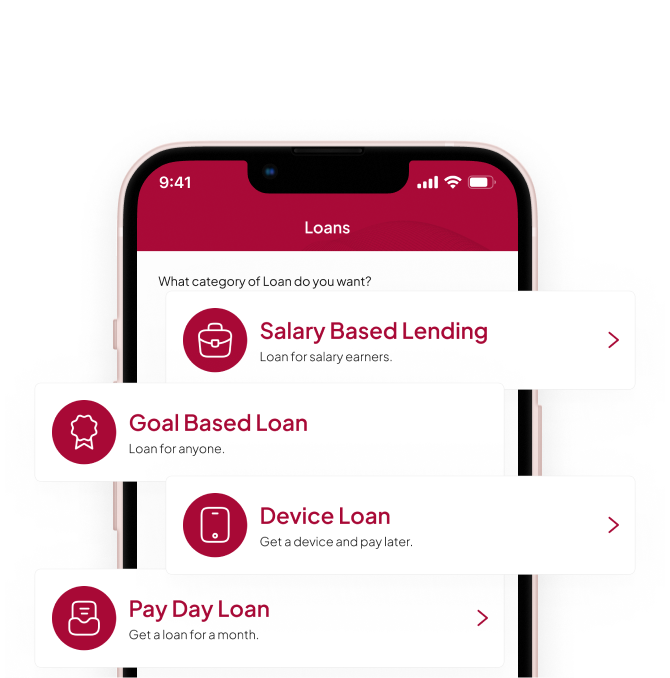 9:41
Loans
What category of Loan do you want?
Salary Based Lending
Loan for salary earners.
Goal Based Loan
Loan for anyone.
Device Loan
Get a device and pay later.
Pay Day Loan
Get a loan for a month.